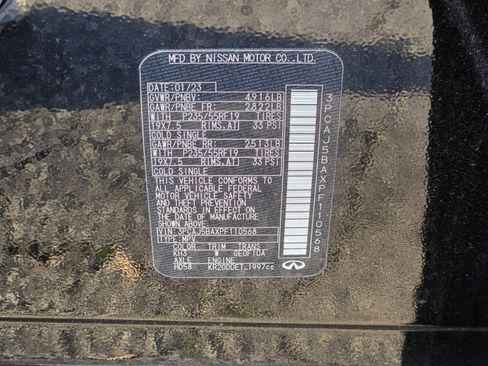 MFD BY NISSAN MOTOR CO.,LTD.
DATE:01/23
GVWR/PNBV: 4916LB
GAWR/PNBE FR: 2822LB
WITH P235/55RF19 TIRES
19X7.5 RIMS,AT 33 PSI
COLD SINGLE
GAWR/PNBE RR: 2513LB
WITH P235/55RF19 TIRES
19X7.5 RIMS,AT 33 PSI
COLD SINGLE
THIS VEHICLE CONFORMS TO
ALL APPLICABLE FEDERAL
MOTOR VEHICLE SAFETY
AND THEFT PREVENTION
STANDARDS IN EFFECT
ON THE DATE OF MANUFACTURE
SHOWN ABOVE.
V.I.N:3PCAJ5BAXPF110568
TYPE:MPV
COLOR TRIM TRANS
KH3 W GE0F10A
AXLE ENGINE
HD58 KR20DDET 1997cc
INFINITI
3PCAJ5BAXPF110568